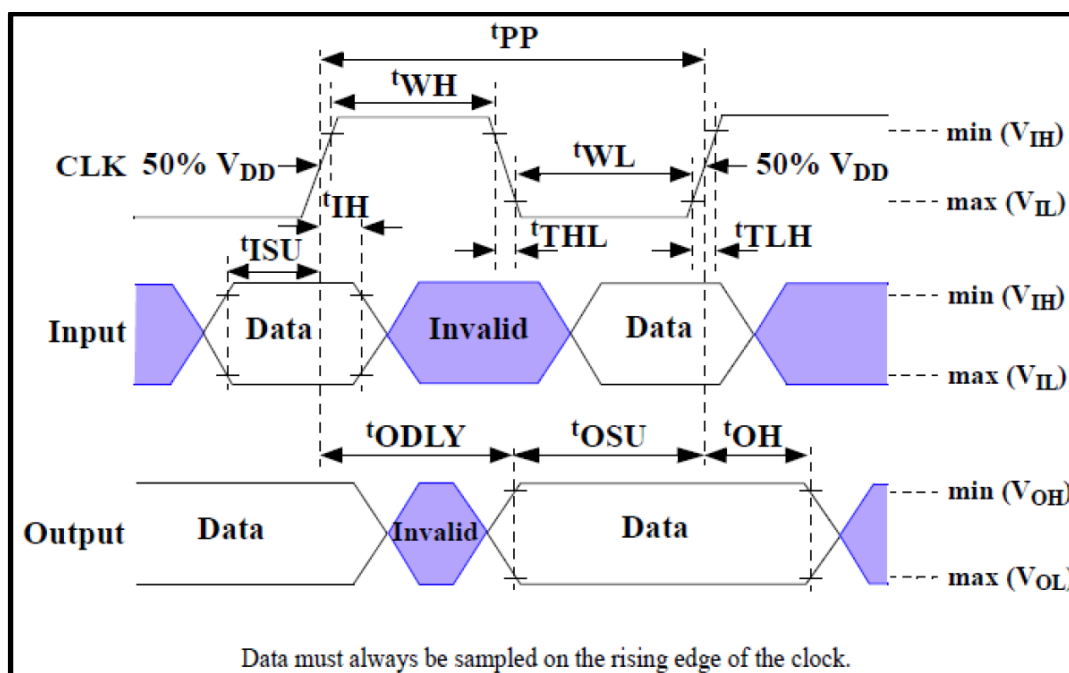 tPP
tWH
min (VIH)
CLK 50% VDD
tWL
50% VDD
tIH
max (VIL)
tISU
tTHL
tTLH
min (VIH)
Input
Data
Invalid
Data
max (VIL)
tODLY
tOSU
tOH
min (VOH)
Output
Data
Invalid
Data
max (VOL)
Data must always be sampled on the rising edge of the clock.